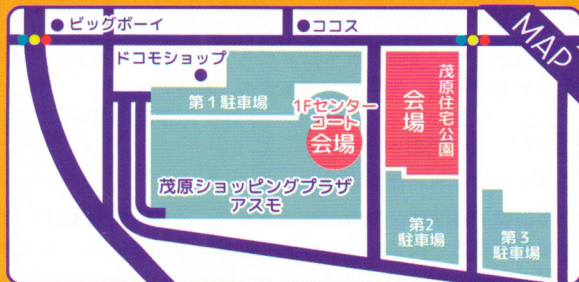 ビッグボーイ
ココス
MAP
ドコモショップ
第1駐車場
1Fセンター
コート
会場
茂原住宅公園
会場
茂原ショッピングプラザ
アスモ
第2
駐車場
第3
駐車場